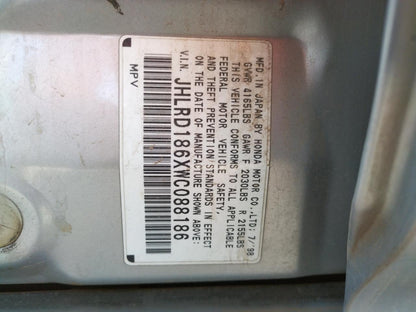 MFD.IN JAPAN BY HONDA MOTOR CO.,LTD. 7/98
GVWR 4165LBS GAWR F 2030LBS R 2155LBS
THIS VEHICLE CONFORMS TO ALL APPLICABLE
FEDERAL MOTOR VEHICLE SAFETY,
AND THEFT PREVENTION STANDARDS IN EFFECT
ON THE DATE OF MANUFACTURE SHOWN ABOVE:
V.I.N. JHLRD186XWC088186
MPV